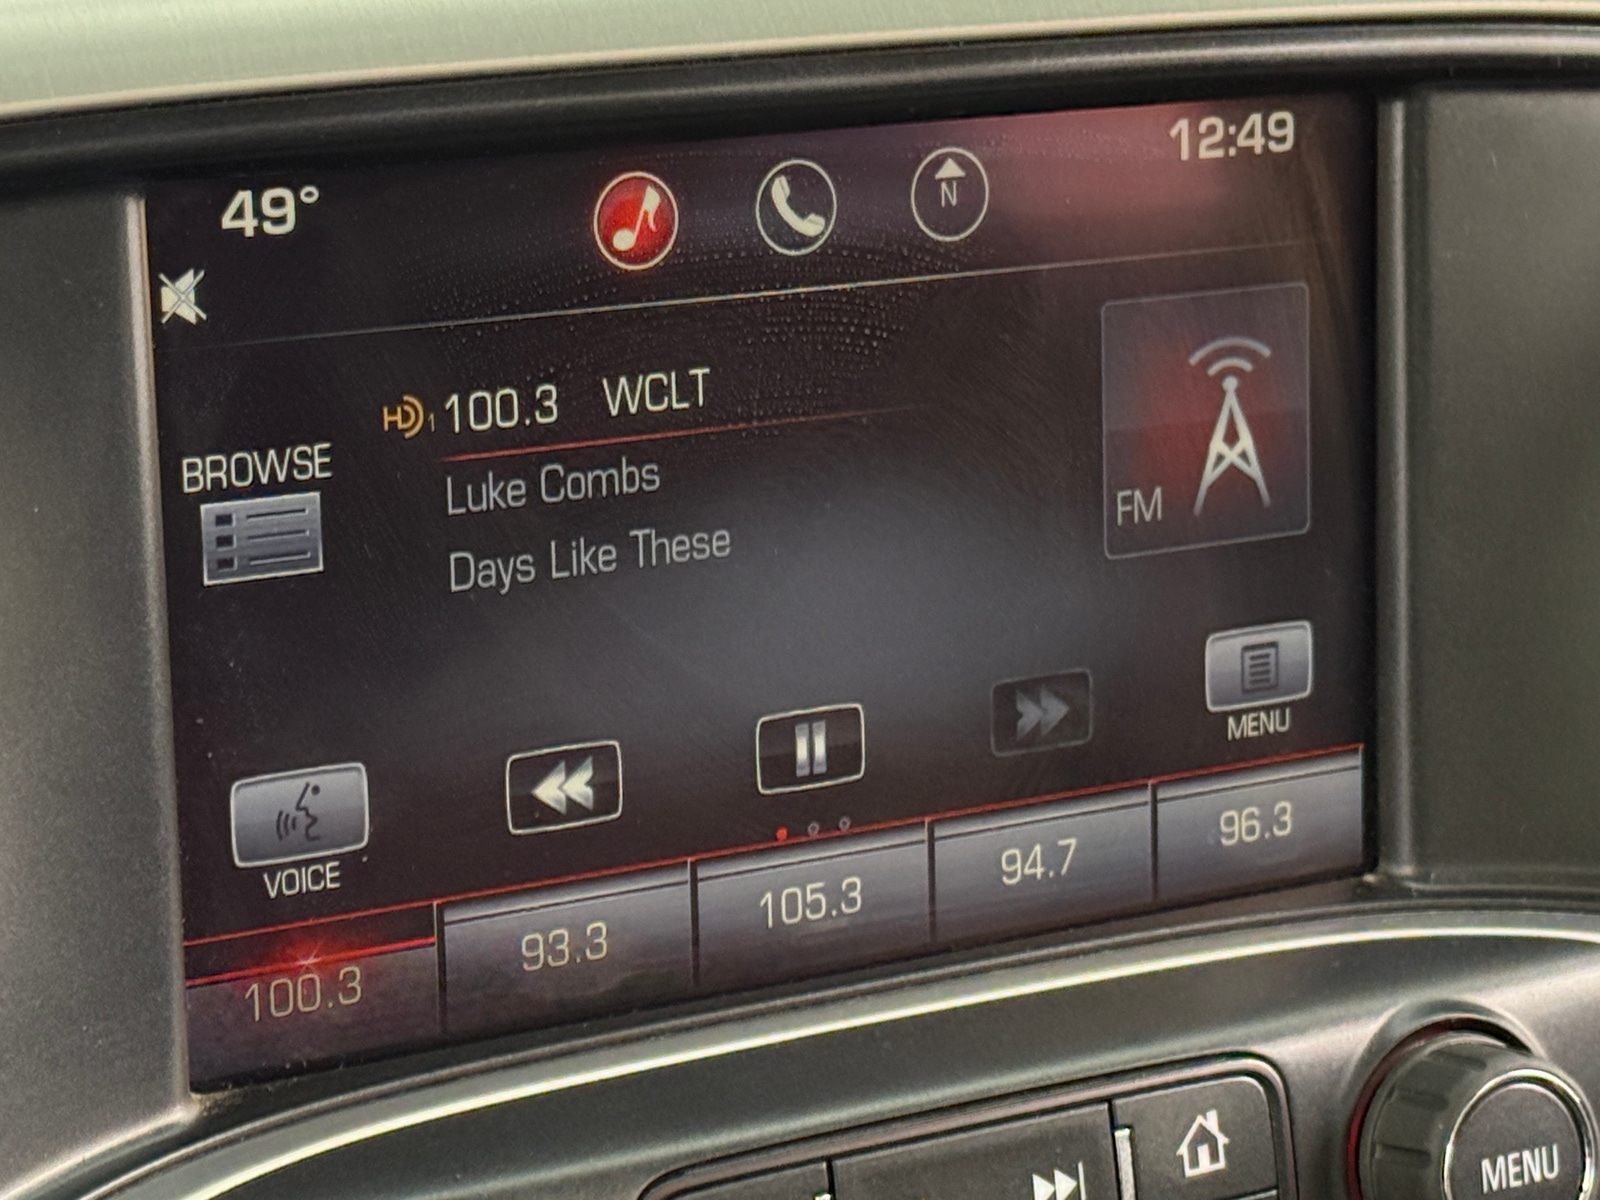 49°
N
12:49
HD 1 100.3 WCLT
BROWSE
Luke Combs
Days Like These
FM
MENU
VOICE
100.3
93.3
105.3
94.7
96.3
MENU